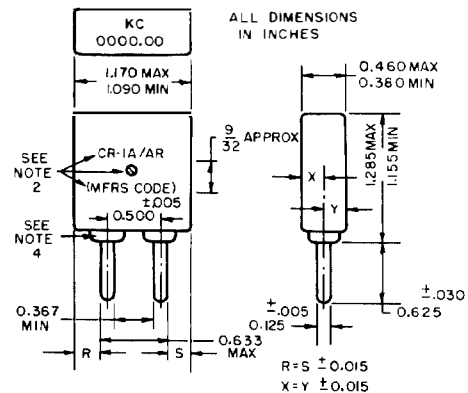 ALL DIMENSIONS
IN INCHES
KC
0000.00
1.170 MAX
1.090 MIN
0.460 MAX
0.380 MIN
SEE
NOTE
2
CR-1A/AR
(MFRS CODE)
9/32 APPROX
±.005
0.500
SEE
NOTE
4
X
Y
1.285 MAX
1.155 MIN
0.367
MIN
R
S
0.633
MAX
±.005
0.125
±.030
0.625
R=S ±0.015
X=Y ±0.015